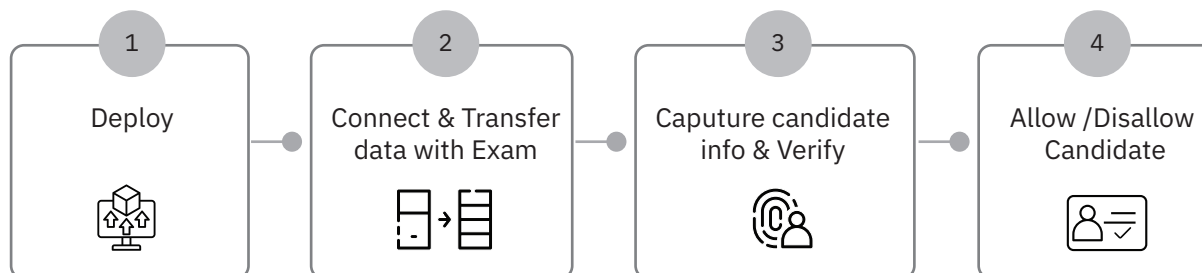 1
Deploy
2
Connect & Transfer
data with Exam
3
Caputure candidate
info & Verify
4
Allow /Disallow
Candidate